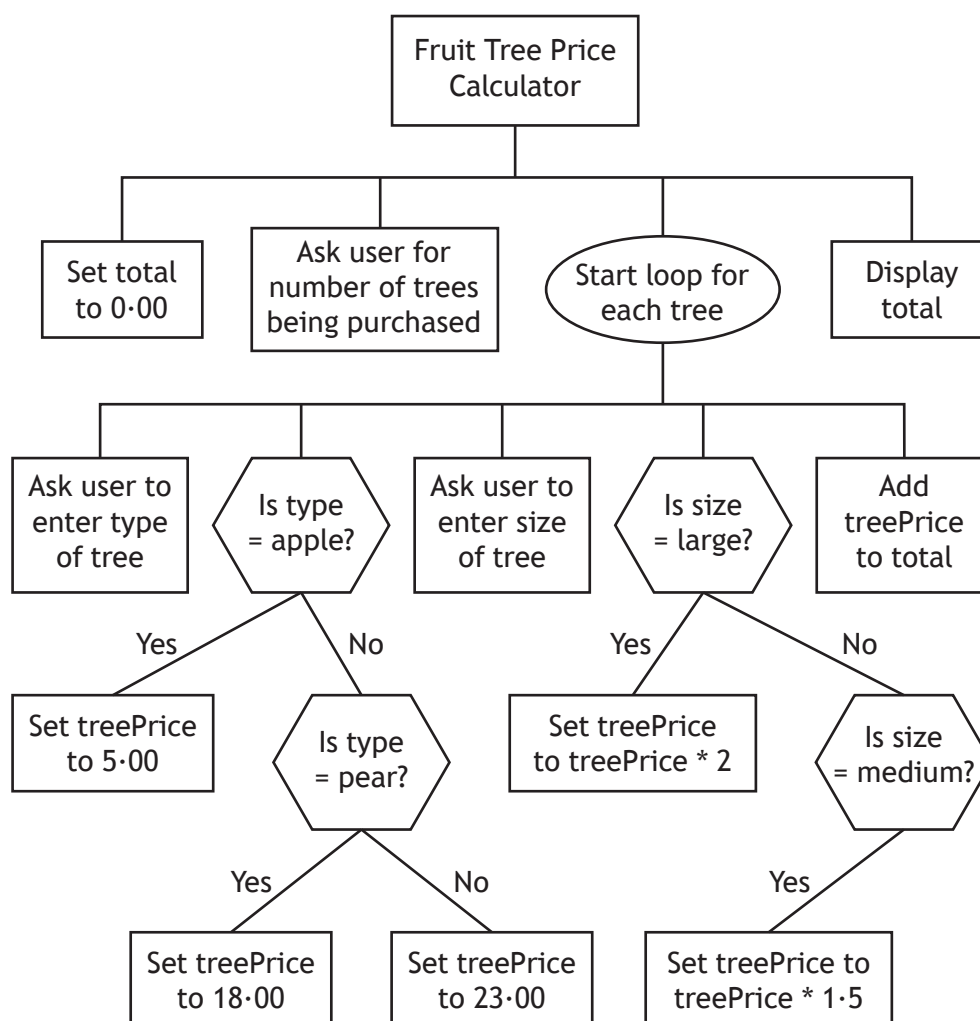 Fruit Tree Price
Calculator
Set total
to 0·00
Ask user for
number of trees
being purchased
Start loop for
each tree
Display
total
Ask user to
enter type
of tree
Is type
= apple?
Ask user to
enter size
of tree
Is size
= large?
Add
treePrice
to total
Yes
No
Yes
No
Set treePrice
to 5·00
Is type
= pear?
Set treePrice
to treePrice * 2
Is size
= medium?
Yes
No
Yes
Set treePrice
to 18·00
Set treePrice
to 23·00
Set treePrice to
treePrice * 1·5